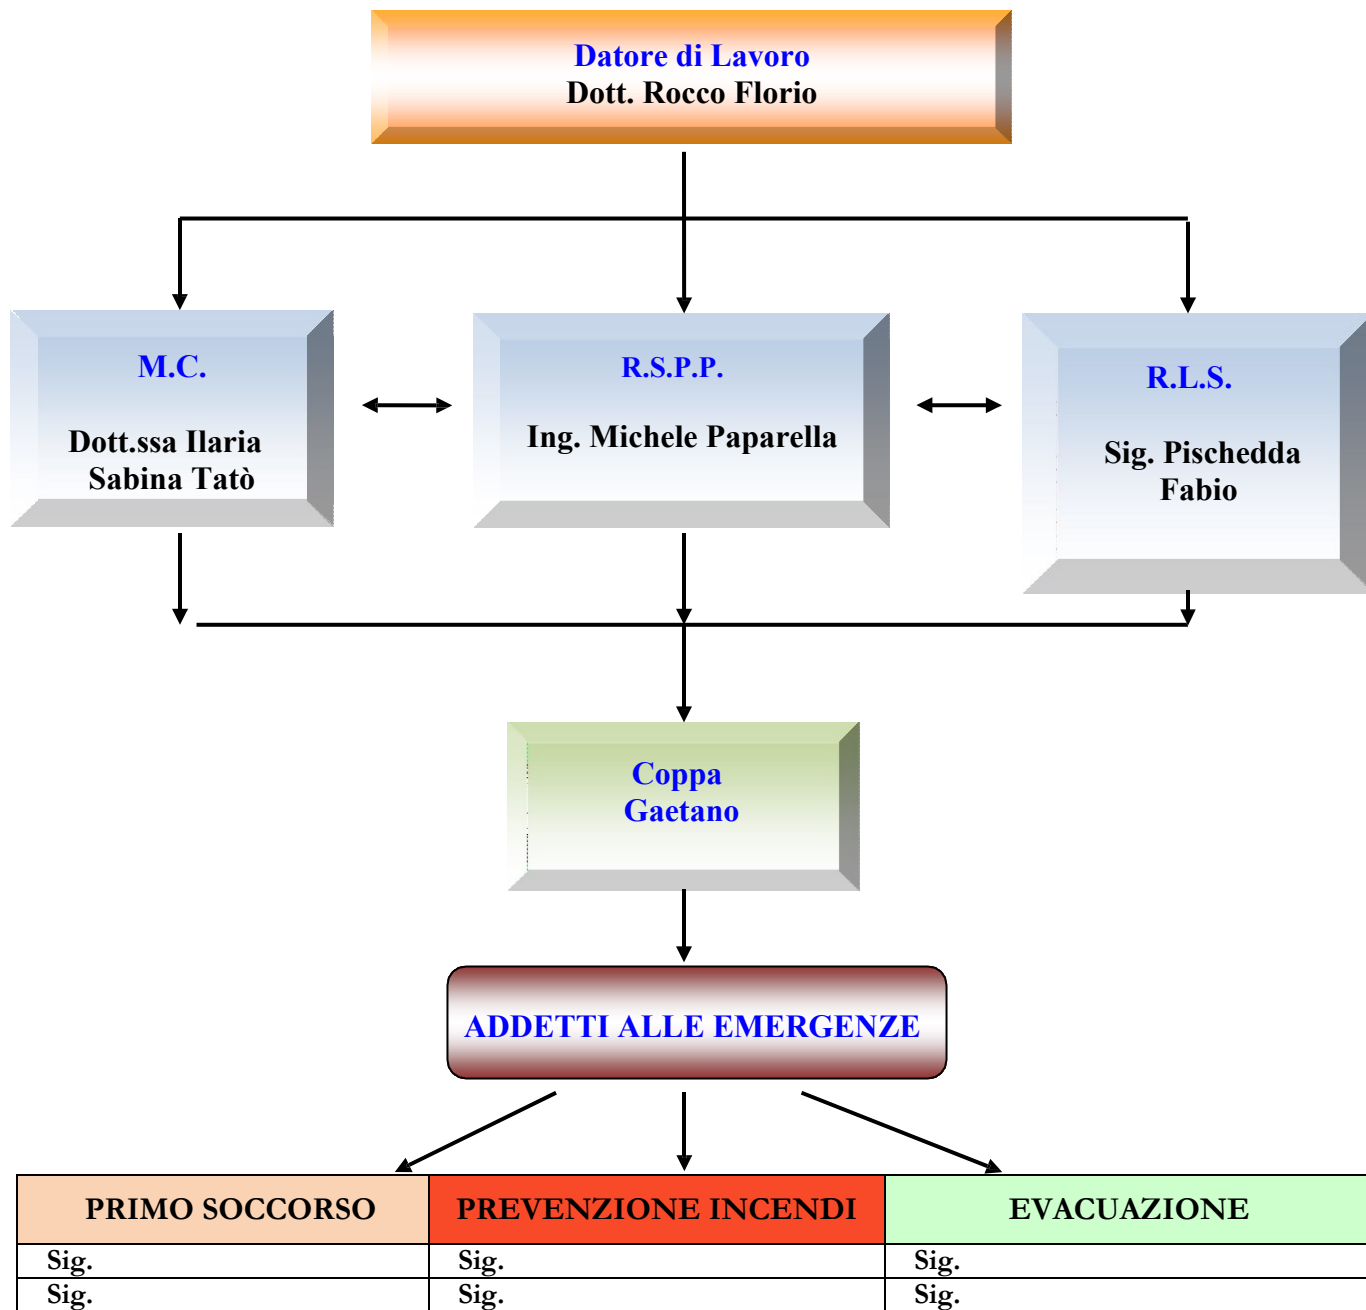 Datore di Lavoro
Dott. Rocco Florio
M.C.
Dott.ssa Ilaria
Sabina Tatò
R.S.P.P.
Ing. Michele Paparella
R.L.S.
Sig. Pischedda
Fabio
Coppa
Gaetano
ADDETTI ALLE EMERGENZE
PRIMO SOCCORSO
PREVENZIONE INCENDI
EVACUAZIONE
Sig.
Sig.
Sig.
Sig.
Sig.
Sig.